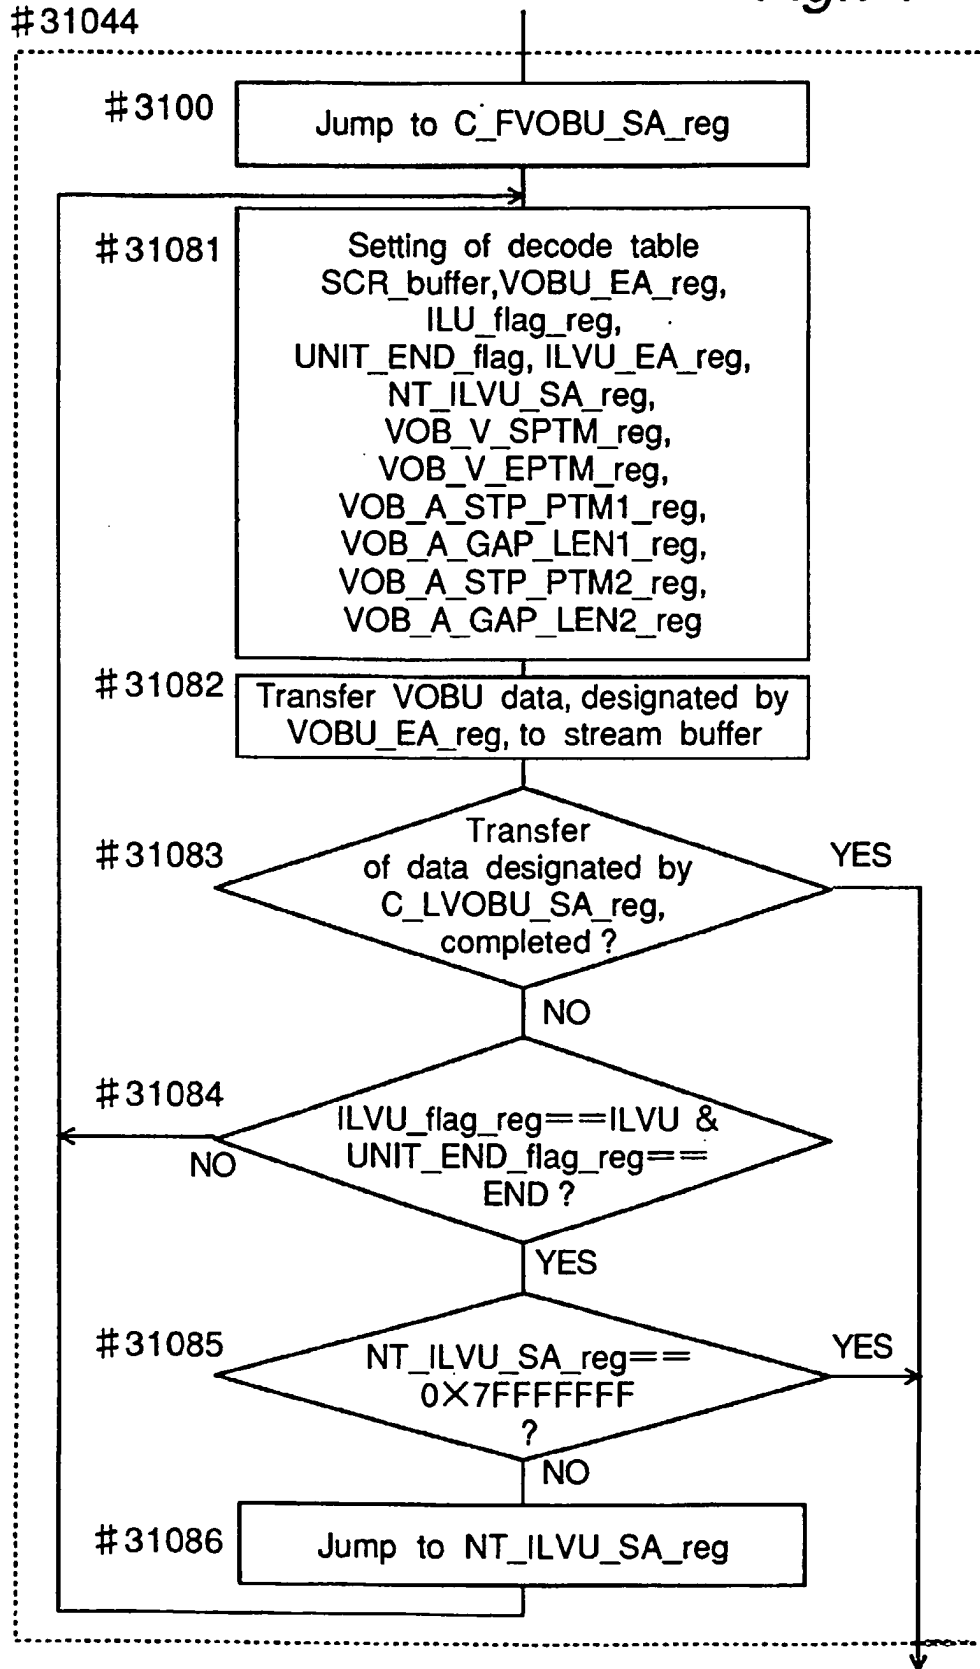 #31044
#3100
Jump to C_FVOBU_SA_reg
#31081
Setting of decode table
SCR_buffer,VOBU_EA_reg,
ILU_flag_reg,
UNIT_END_flag, ILVU_EA_reg,
NT_ILVU_SA_reg,
VOB_V_SPTM_reg,
VOB_V_EPTM_reg,
VOB_A_STP_PTM1_reg,
VOB_A_GAP_LEN1_reg,
VOB_A_STP_PTM2_reg,
VOB_A_GAP_LEN2_reg
#31082
Transfer VOBU data, designated by
VOBU_EA_reg, to stream buffer
#31083
Transfer
of data designated by
C_LVOBU_SA_reg,
completed ?
YES
NO
#31084
ILVU_flag_reg==ILVU &
UNIT_END_flag_reg==
END ?
NO
YES
#31085
NT_ILVU_SA_reg==
0X7FFFFFFF
?
YES
NO
#31086
Jump to NT_ILVU_SA_reg